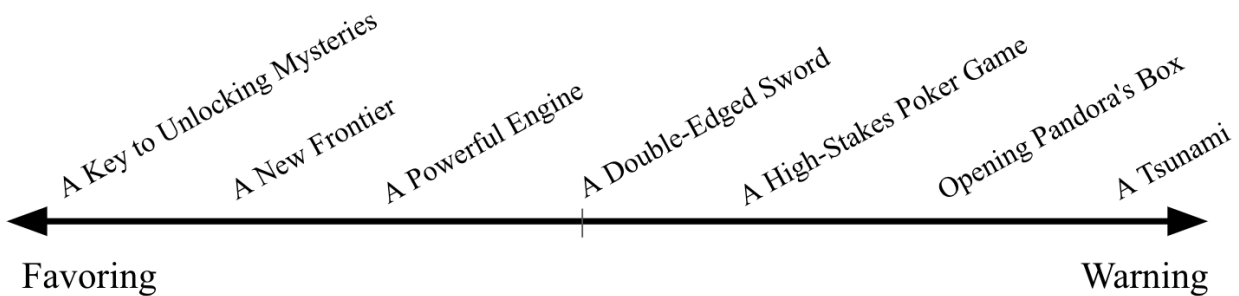 A Key to Unlocking Mysteries
A New Frontier
A Powerful Engine
A Double-Edged Sword
A High-Stakes Poker Game
Opening Pandora's Box
A Tsunami
Favoring
Warning